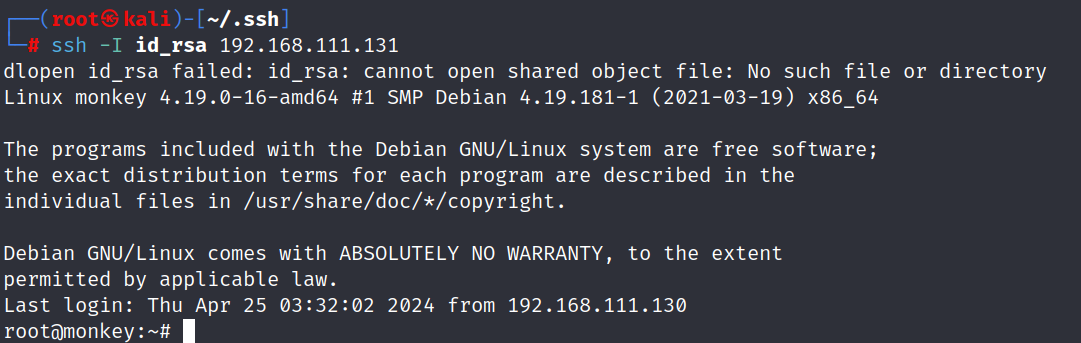 ┌──(root㉿kali)-[~/.ssh]
└─# ssh -I id_rsa 192.168.111.131
dlopen id_rsa failed: id_rsa: cannot open shared object file: No such file or directory
Linux monkey 4.19.0-16-amd64 #1 SMP Debian 4.19.181-1 (2021-03-19) x86_64
The programs included with the Debian GNU/Linux system are free software;
the exact distribution terms for each program are described in the
individual files in /usr/share/doc/*/copyright.
Debian GNU/Linux comes with ABSOLUTELY NO WARRANTY, to the extent
permitted by applicable law.
Last login: Thu Apr 25 03:32:02 2024 from 192.168.111.130
root@monkey:~#